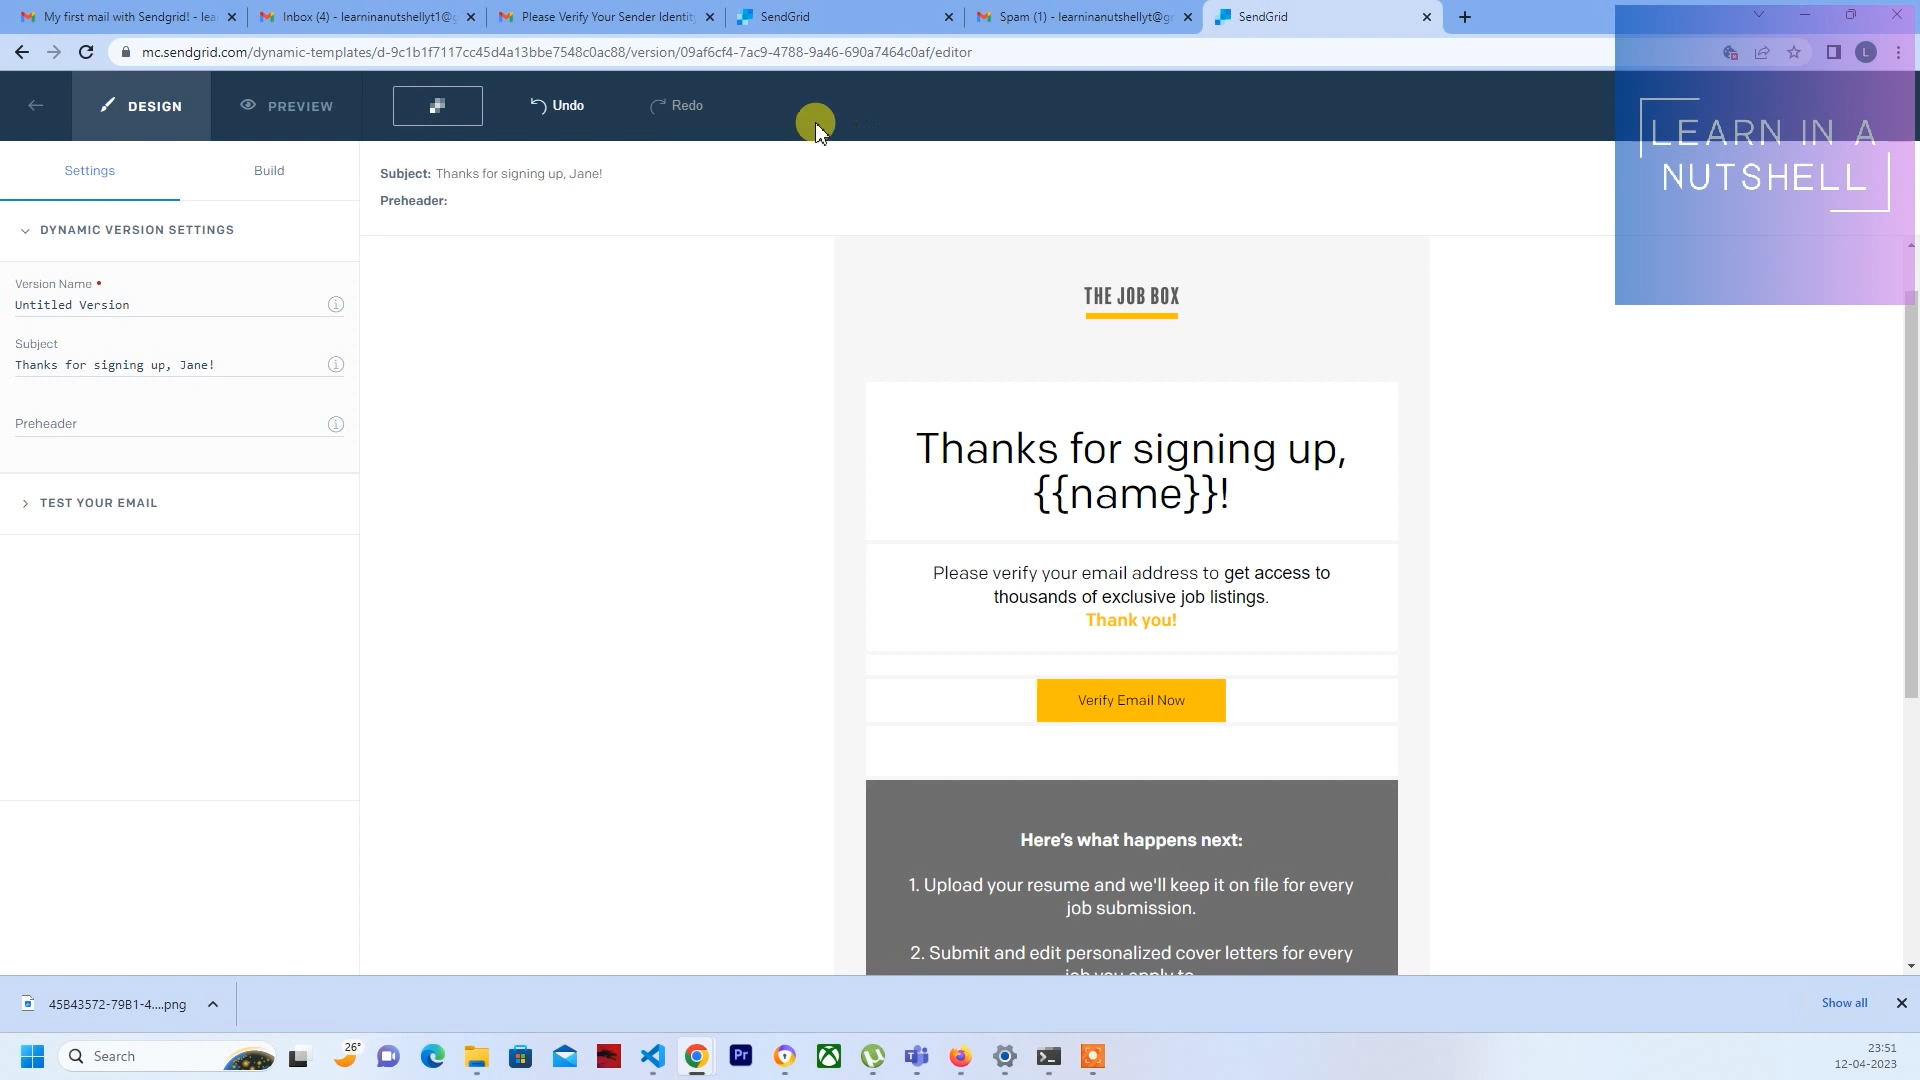 My first mail with Sendgrid! - lea
Inbox (4) - learninanutshellyt1@g
Please Verify Your Sender Identit
SendGrid
Spam (1) - learninanutshellyt@g
SendGrid
mc.sendgrid.com/dynamic-templates/d-9c1b1f7117cc45d4a13bbe7548c0ac88/version/09af6cf4-7ac9-4788-9a46-690a7464c0af/editor
L
DESIGN
PREVIEW
Undo
Redo
LEARN IN A
NUTSHELL
Settings
Build
Subject: Thanks for signing up, Jane!
Preheader:
DYNAMIC VERSION SETTINGS
Version Name
Untitled Version
Subject
Thanks for signing up, Jane!
Preheader
TEST YOUR EMAIL
THE JOB BOX
Thanks for signing up,
{{name}}!
Please verify your email address to get access to
thousands of exclusive job listings.
Thank you!
Verify Email Now
Here's what happens next:
1. Upload your resume and we'll keep it on file for every
job submission.
2. Submit and edit personalized cover letters for every
job you apply to.
45B43572-79B1-4....png
Show all
Search
26°
Pr
23:51
12-04-2023